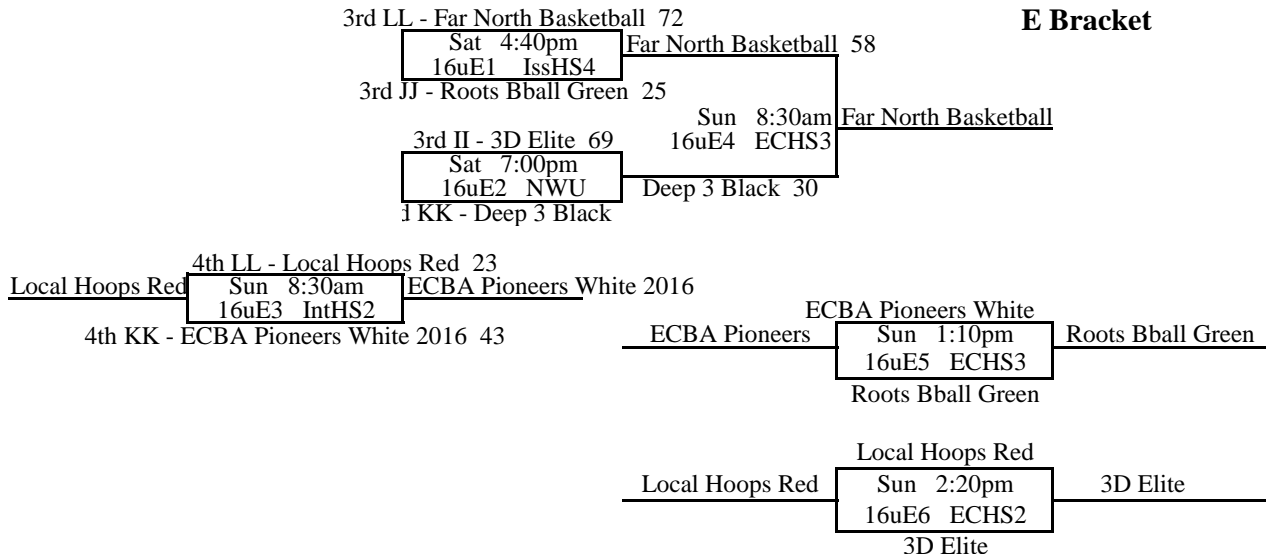 3rd LL - Far North Basketball 72
E Bracket
Sat 4:40pm
Far North Basketball 58
16uE1 IssHS4
3rd JJ - Roots Bball Green 25
Sun 8:30am
Far North Basketball
16uE4 ECHS3
3rd II - 3D Elite 69
Sat 7:00pm
16uE2 NWU
Deep 3 Black 30
d KK - Deep 3 Black
4th LL - Local Hoops Red 23
Local Hoops Red
Sun 8:30am
ECBA Pioneers White 2016
16uE3 IntHS2
4th KK - ECBA Pioneers White 2016 43
ECBA Pioneers White
ECBA Pioneers
Sun 1:10pm
Roots Bball Green
16uE5 ECHS3
Roots Bball Green
Local Hoops Red
Local Hoops Red
Sun 2:20pm
3D Elite
16uE6 ECHS2
3D Elite